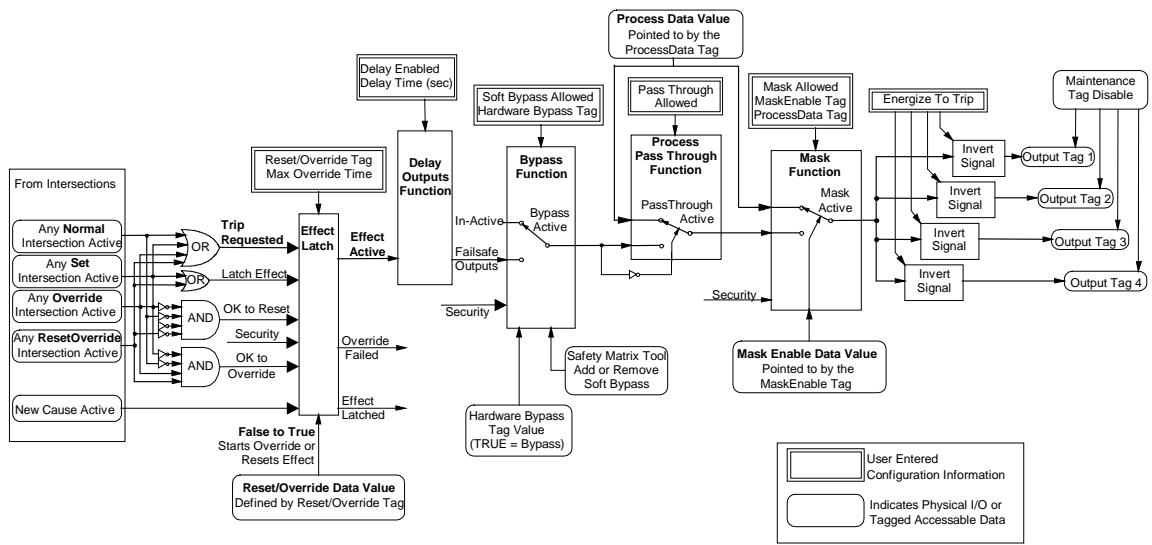 Process Data Value
Pointed to by the
ProcessData Tag
Delay Enabled
Delay Time (sec)
Soft Bypass Allowed
Hardware Bypass Tag
Pass Through
Allowed
Mask Allowed
MaskEnable Tag
ProcessData Tag
Energize To Trip
Maintenance
Tag Disable
Reset/Override Tag
Max Override Time
Delay
Outputs
Function
Bypass
Function
Process
Pass Through
Function
Mask
Function
Invert
Signal
Output Tag 1
Invert
Signal
Output Tag 2
Invert
Signal
Output Tag 3
Invert
Signal
Output Tag 4
From Intersections
Any Normal
Intersection Active
Any Set
Intersection Active
Any Override
Intersection Active
Any ResetOverride
Intersection Active
New Cause Active
OR
OR
AND
AND
Trip
Requested
Latch Effect
OK to Reset
Security
OK to
Override
Effect
Latch
Effect
Active
Override
Failed
Effect
Latched
In-Active
Bypass
Active
Failsafe
Outputs
Security
PassThrough
Active
Mask
Active
Security
False to True
Starts Override or
Resets Effect
Reset/Override Data Value
Defined by Reset/Override Tag
Hardware Bypass
Tag Value
(TRUE = Bypass)
Safety Matrix Tool
Add or Remove
Soft Bypass
Mask Enable Data Value
Pointed to by the
MaskEnable Tag
User Entered
Configuration Information
Indicates Physical I/O or
Tagged Accessable Data